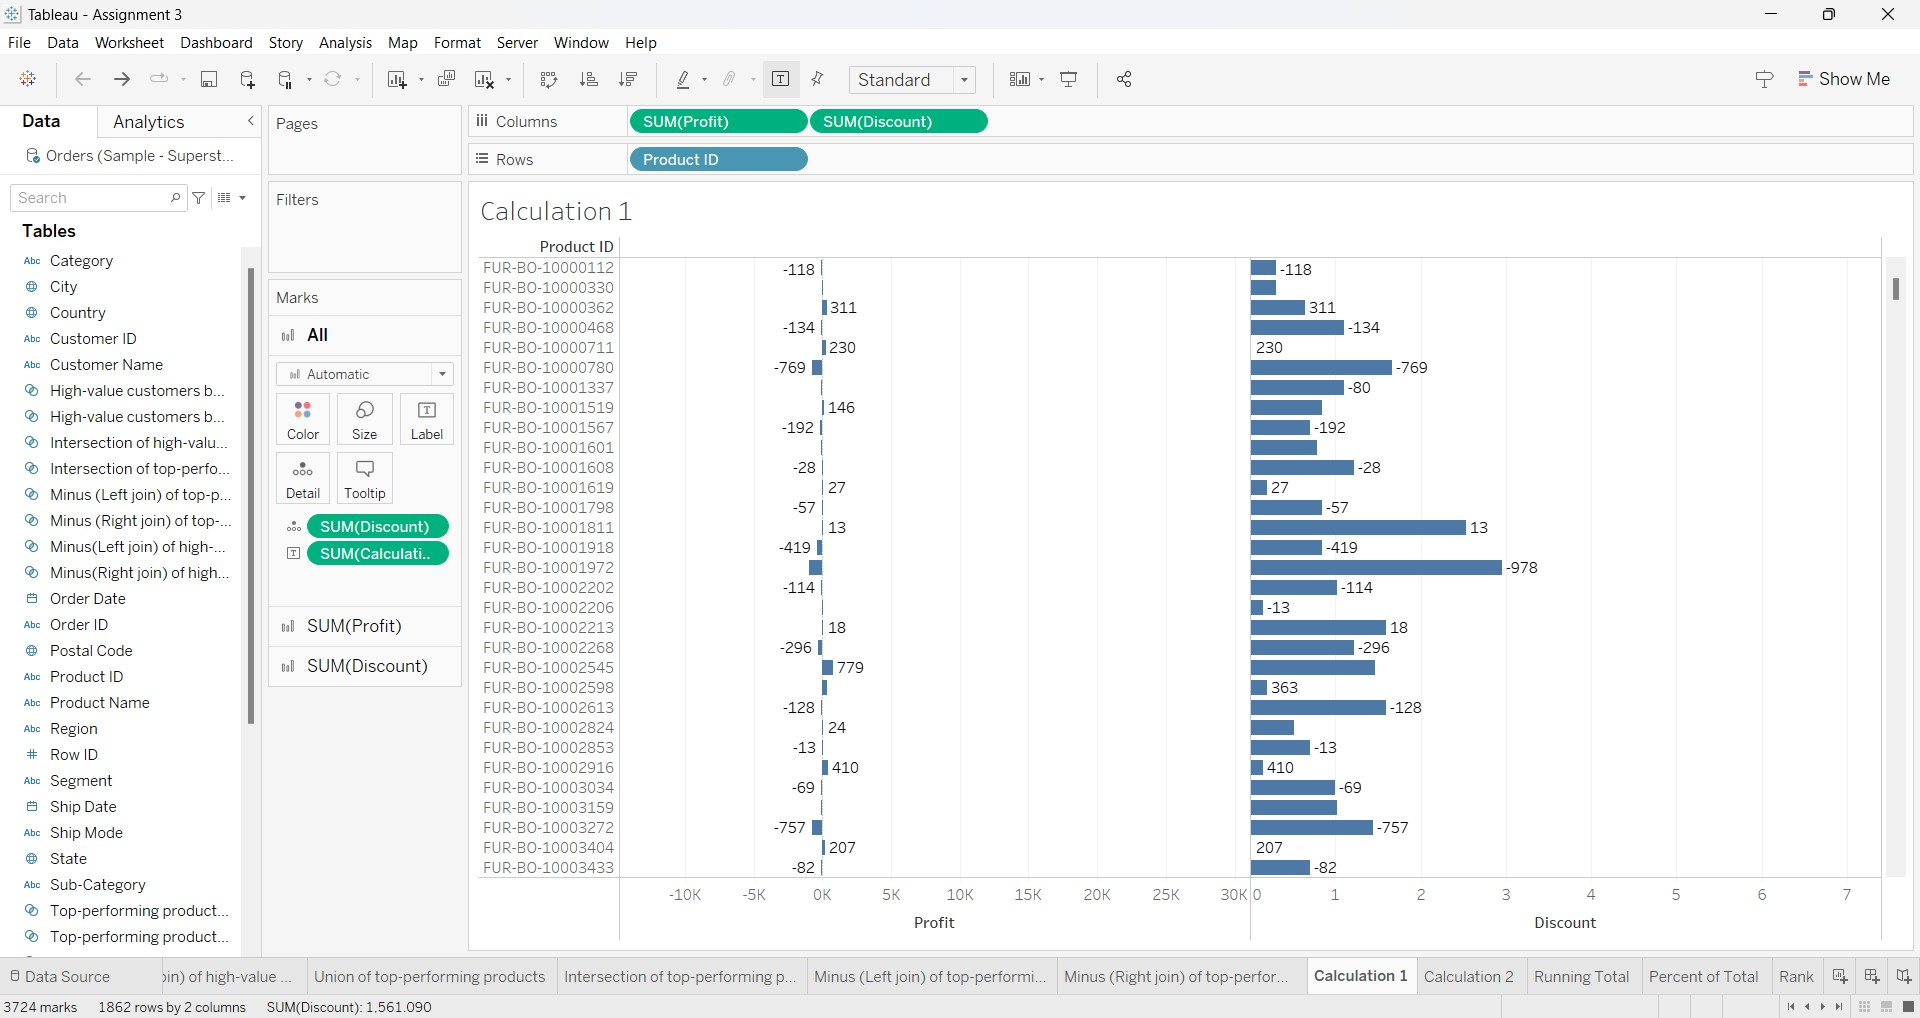 Tableau - Assignment 3
File Data Worksheet Dashboard Story Analysis Map Format Server Window Help
Standard
Show Me
Data Analytics
Orders (Sample - Superst...
Search
Tables
Abc Category
City
Country
Abc Customer ID
Abc Customer Name
High-value customers b...
High-value customers b...
Intersection of high-valu...
Intersection of top-perfo...
Minus (Left join) of top-p...
Minus (Right join) of top-...
Minus(Left join) of high-...
Minus(Right join) of high...
Order Date
Abc Order ID
Postal Code
Abc Product ID
Abc Product Name
Abc Region
# Row ID
Abc Segment
Ship Date
Abc Ship Mode
State
Abc Sub-Category
Top-performing product...
Top-performing product...
Pages
Filters
Marks
All
Automatic
Color Size Label
Detail Tooltip
SUM(Discount)
SUM(Calculati..
SUM(Profit)
SUM(Discount)
Columns SUM(Profit) SUM(Discount)
Rows Product ID
Calculation 1
Product ID
FUR-BO-10000112 -118 -118
FUR-BO-10000330
FUR-BO-10000362 311 311
FUR-BO-10000468 -134 -134
FUR-BO-10000711 230 230
FUR-BO-10000780 -769 -769
FUR-BO-10001337 -80
FUR-BO-10001519 146
FUR-BO-10001567 -192 -192
FUR-BO-10001601
FUR-BO-10001608 -28 -28
FUR-BO-10001619 27 27
FUR-BO-10001798 -57 -57
FUR-BO-10001811 13 13
FUR-BO-10001918 -419 -419
FUR-BO-10001972 -978
FUR-BO-10002202 -114 -114
FUR-BO-10002206 -13
FUR-BO-10002213 18 18
FUR-BO-10002268 -296 -296
FUR-BO-10002545 779
FUR-BO-10002598 363
FUR-BO-10002613 -128 -128
FUR-BO-10002824 24
FUR-BO-10002853 -13 -13
FUR-BO-10002916 410 410
FUR-BO-10003034 -69 -69
FUR-BO-10003159
FUR-BO-10003272 -757 -757
FUR-BO-10003404 207 207
FUR-BO-10003433 -82 -82
-10K -5K 0K 5K 10K 15K 20K 25K 30K 0 1 2 3 4 5 6 7
Profit Discount
Data Source oin) of high-value ... Union of top-performing products Intersection of top-performing p... Minus (Left join) of top-performi... Minus (Right join) of top-perfor... Calculation 1 Calculation 2 Running Total Percent of Total Rank
3724 marks 1862 rows by 2 columns SUM(Discount): 1,561.090